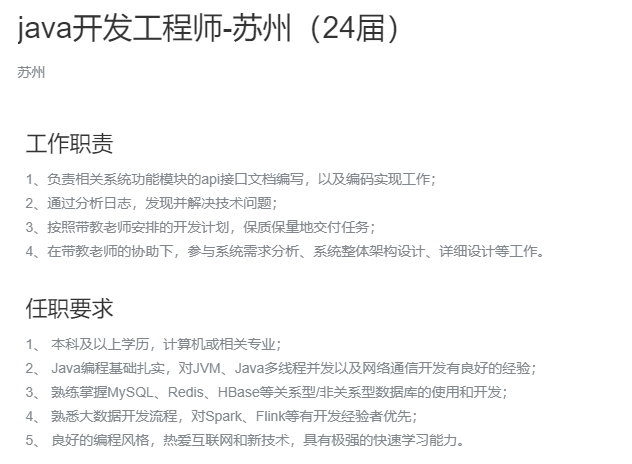 java开发工程师-苏州（24届）
苏州
工作职责
1、负责相关系统功能模块的api接口文档编写，以及编码实现工作；
2、通过分析日志，发现并解决技术问题；
3、按照带教老师安排的开发计划，保质保量地交付任务；
4、在带教老师的协助下，参与系统需求分析、系统整体架构设计、详细设计等工作。
任职要求
1、 本科及以上学历，计算机或相关专业；
2、 Java编程基础扎实，对JVM、Java多线程并发以及网络通信开发有良好的经验；
3、 熟练掌握MySQL、Redis、HBase等关系型/非关系型数据库的使用和开发；
4、 熟悉大数据开发流程，对Spark、Flink等有开发经验者优先；
5、 良好的编程风格，热爱互联网和新技术，具有极强的快速学习能力。